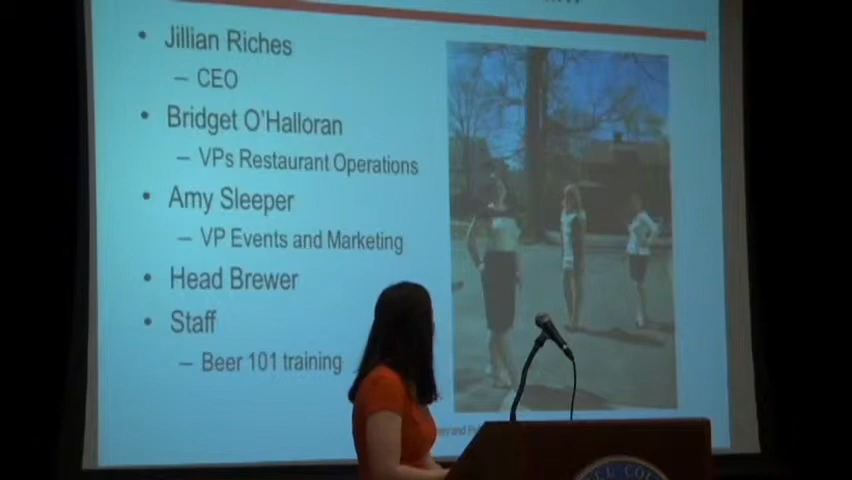 • Jillian Riches
– CEO
• Bridget O'Halloran
– VPs Restaurant Operations
• Amy Sleeper
– VP Events and Marketing
• Head Brewer
• Staff
– Beer 101 training